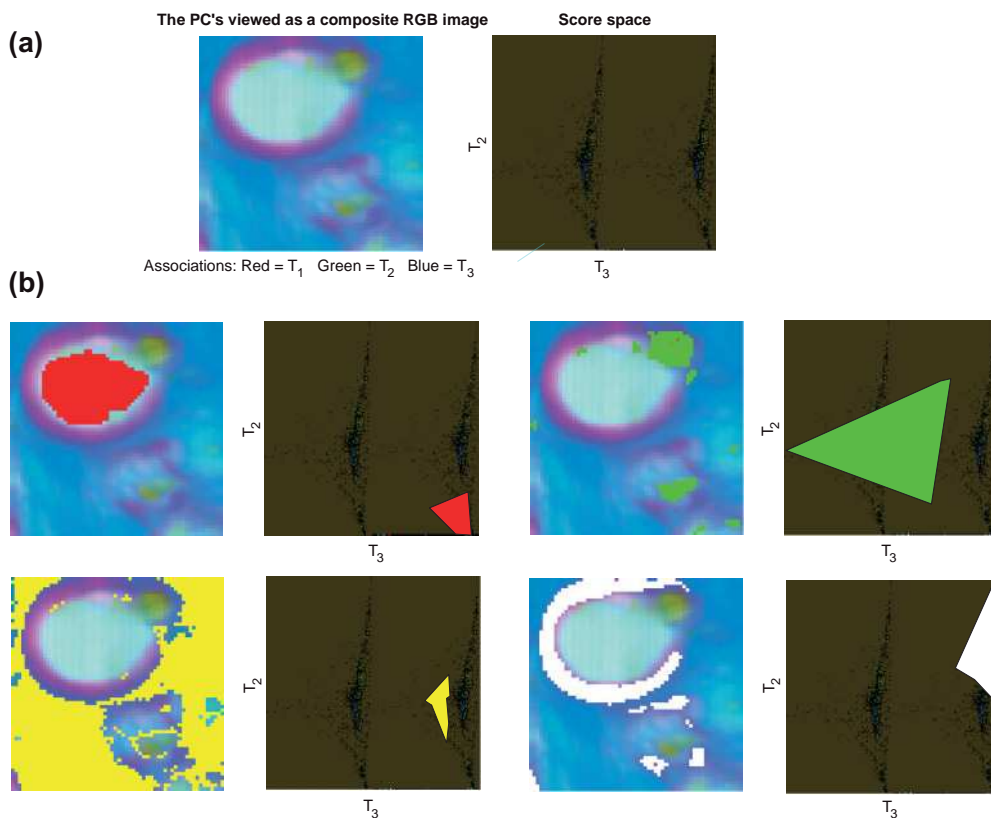 The PC's viewed as a composite RGB image
Score space
(a)
T2
T3
Associations: Red = T1 Green = T2 Blue = T3
(b)
T2
T3
T2
T3
T2
T3
T2
T3